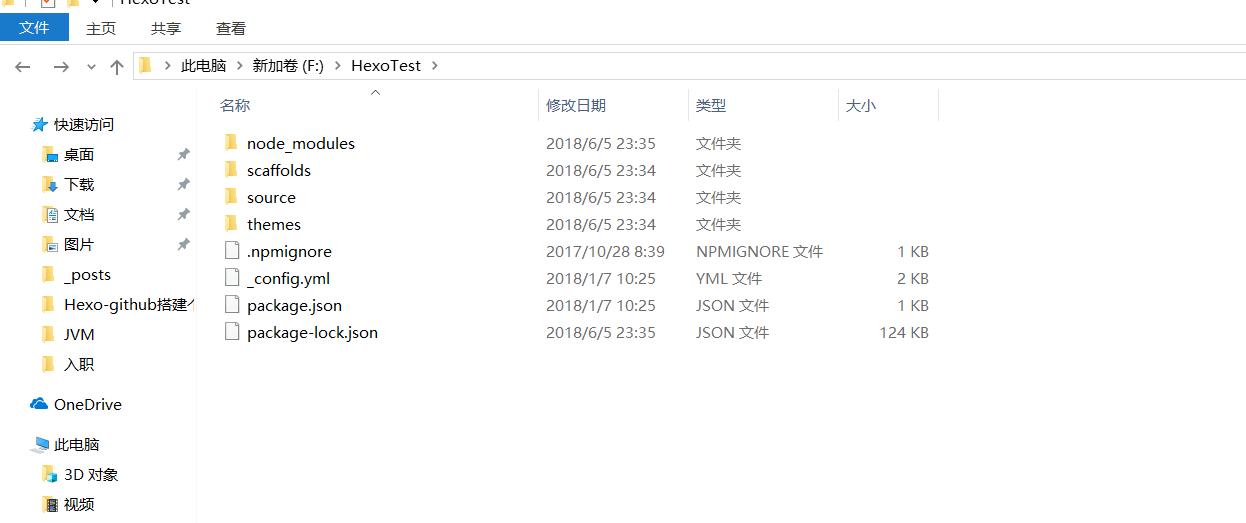 HexoTest
文件 主页 共享 查看
此电脑 新加卷 (F:) HexoTest
名称 修改日期 类型 大小
快速访问
桌面
下载
文档
图片
_posts
Hexo-github搭建
JVM
入职
OneDrive
此电脑
3D 对象
视频
node_modules 2018/6/5 23:35 文件夹
scaffolds 2018/6/5 23:34 文件夹
source 2018/6/5 23:34 文件夹
themes 2018/6/5 23:34 文件夹
.npmignore 2017/10/28 8:39 NPMIGNORE 文件 1 KB
_config.yml 2018/1/7 10:25 YML 文件 2 KB
package.json 2018/1/7 10:25 JSON 文件 1 KB
package-lock.json 2018/6/5 23:35 JSON 文件 124 KB